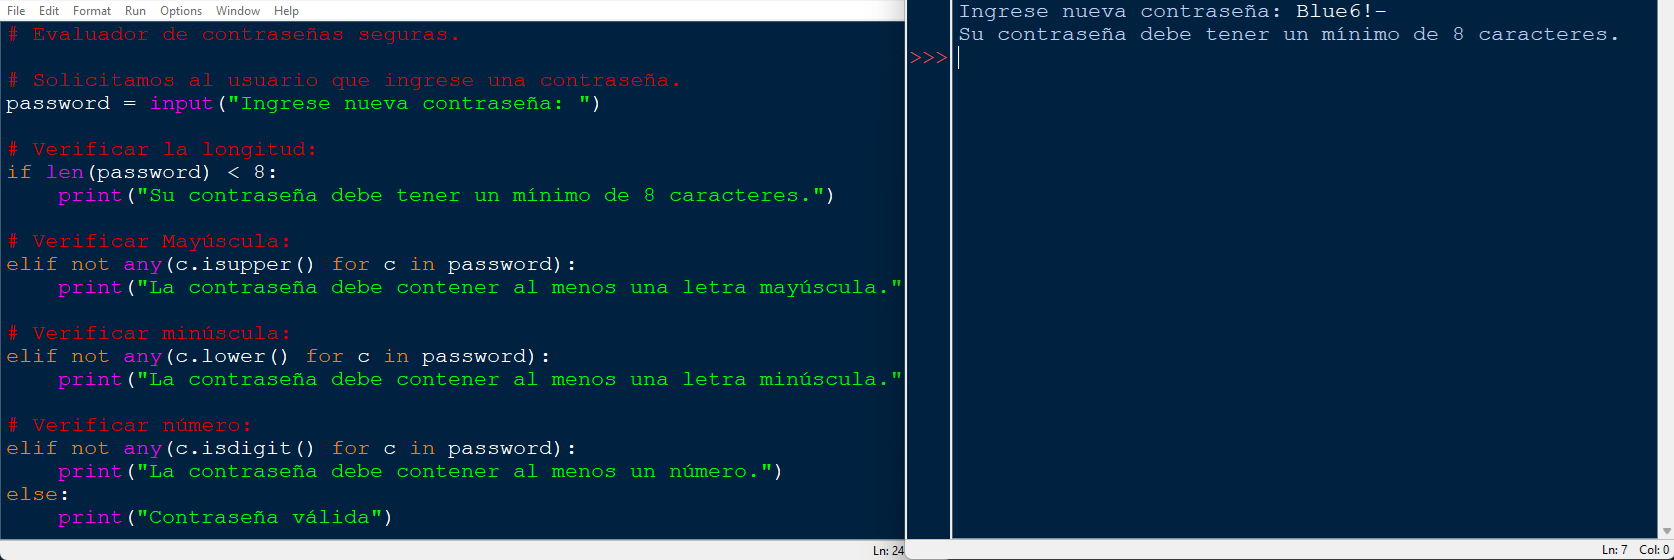 File Edit Format Run Options Window Help
# Evaluador de contraseñas seguras.
# Solicitamos al usuario que ingrese una contraseña.
password = input("Ingrese nueva contraseña: ")
# Verificar la longitud:
if len(password) < 8:
    print("Su contraseña debe tener un mínimo de 8 caracteres.")
# Verificar Mayúscula:
elif not any(c.isupper() for c in password):
    print("La contraseña debe contener al menos una letra mayúscula."
# Verificar minúscula:
elif not any(c.lower() for c in password):
    print("La contraseña debe contener al menos una letra minúscula."
# Verificar número:
elif not any(c.isdigit() for c in password):
    print("La contraseña debe contener al menos un número.")
else:
    print("Contraseña válida")
Ln: 24
Ingrese nueva contraseña: Blue6!-
Su contraseña debe tener un mínimo de 8 caracteres.
>>>
Ln: 7 Col: 0